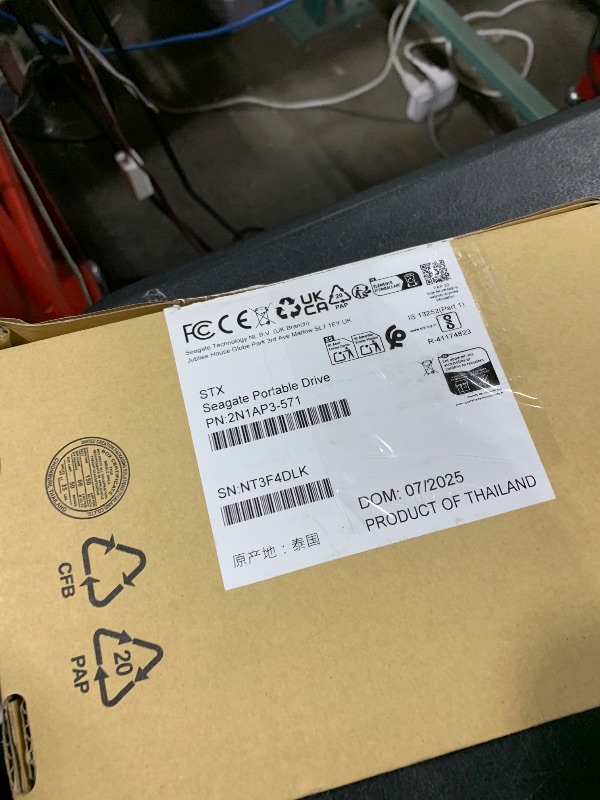 FC CE UK CA
20
PAP
Seagate Technology NL B.V. (UK Branch)
Jubilee House Globe Park 3rd Ave Marlow SL7 1EY UK
IS 13252(Part 1)
R-41174823
STX
Seagate Portable Drive
PN:2N1AP3-571
SN:NT3F4DLK
DOM: 07/2025
PRODUCT OF THAILAND
原产地：泰国
CFB
20
PAP